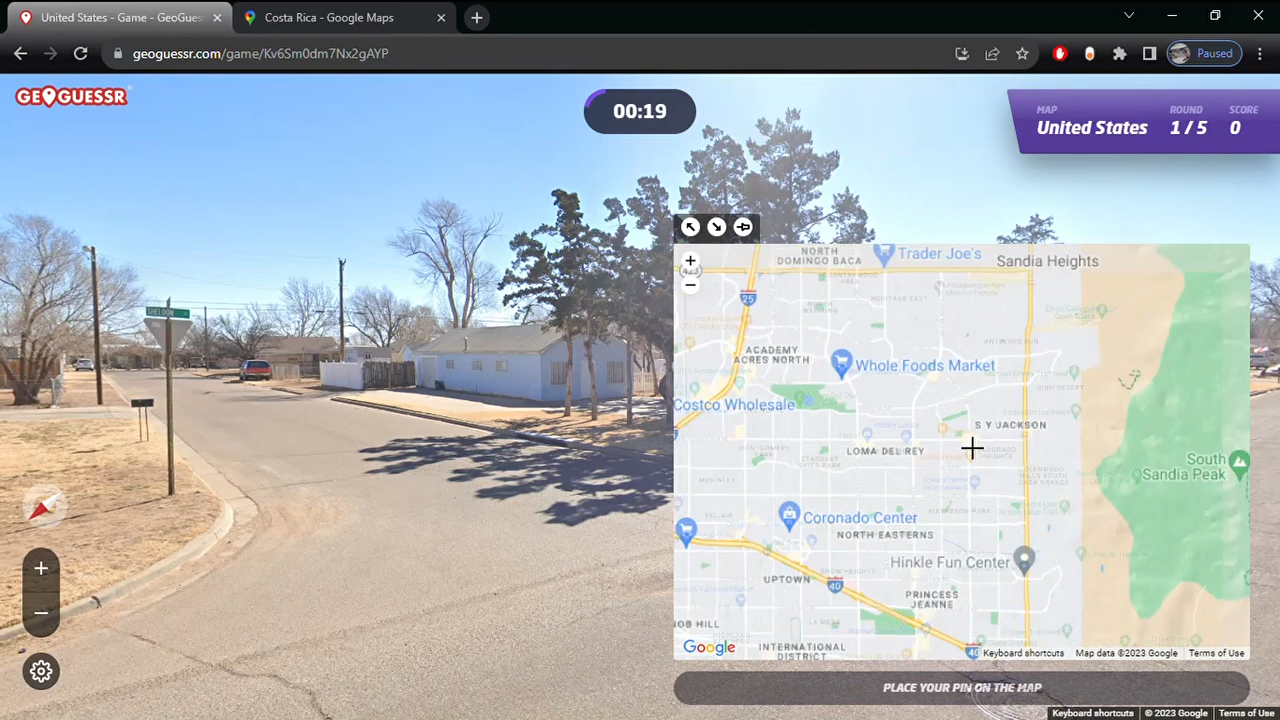 United States - Game - GeoGues
Costa Rica - Google Maps
geoguessr.com/game/Kv6Sm0dm7Nx2gAYP
Paused
GEOGUESSR
00:19
MAP
United States
ROUND
1 / 5
SCORE
0
SHELDON
NORTH
DOMINGO BACA
Trader Joe's
Sandia Heights
25
ACADEMY
ACRES NORTH
Whole Foods Market
Costco Wholesale
S Y JACKSON
LOMA DEL REY
South
Sandia Peak
Coronado Center
NORTH EASTERNS
Hinkle Fun Center
UPTOWN
40
PRINCESS
JEANNE
NOB HILL
INTERNATIONAL
DISTRICT
40
Google
Keyboard shortcuts
Map data ©2023 Google
Terms of Use
PLACE YOUR PIN ON THE MAP
Keyboard shortcuts
© 2023 Google
Terms of Use